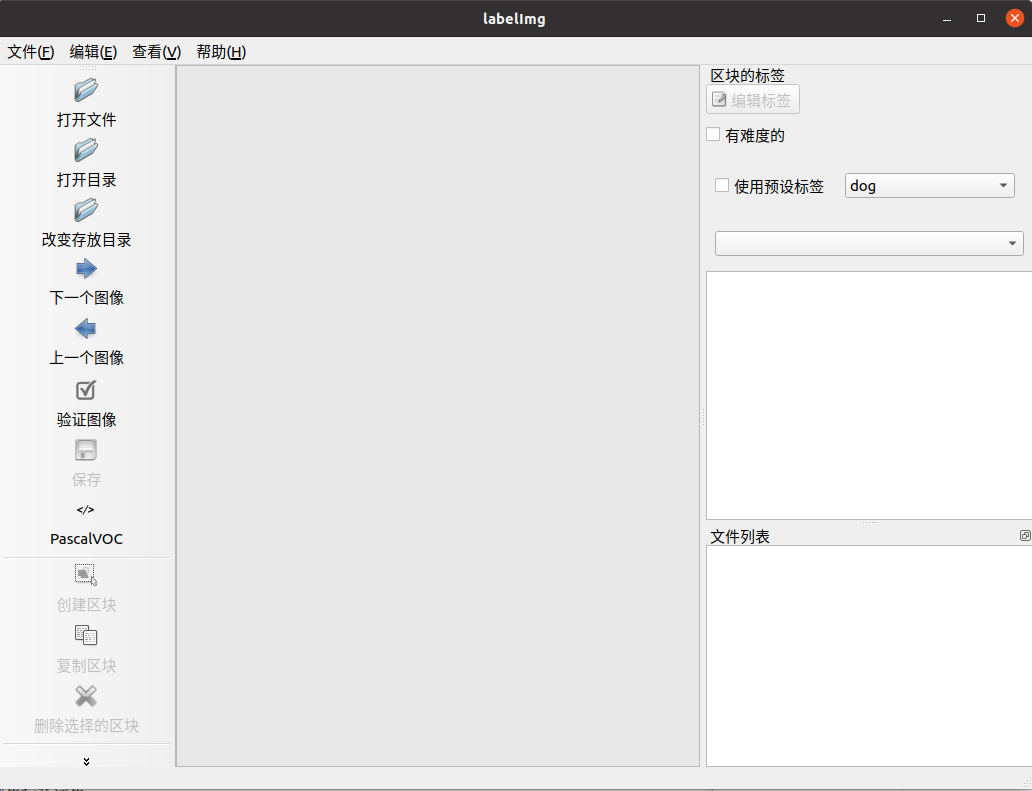 labelImg
文件(F) 编辑(E) 查看(V) 帮助(H)
打开文件
打开目录
改变存放目录
下一个图像
上一个图像
验证图像
保存
</>
PascalVOC
创建区块
复制区块
删除选择的区块
区块的标签
编辑标签
有难度的
使用预设标签 dog
文件列表